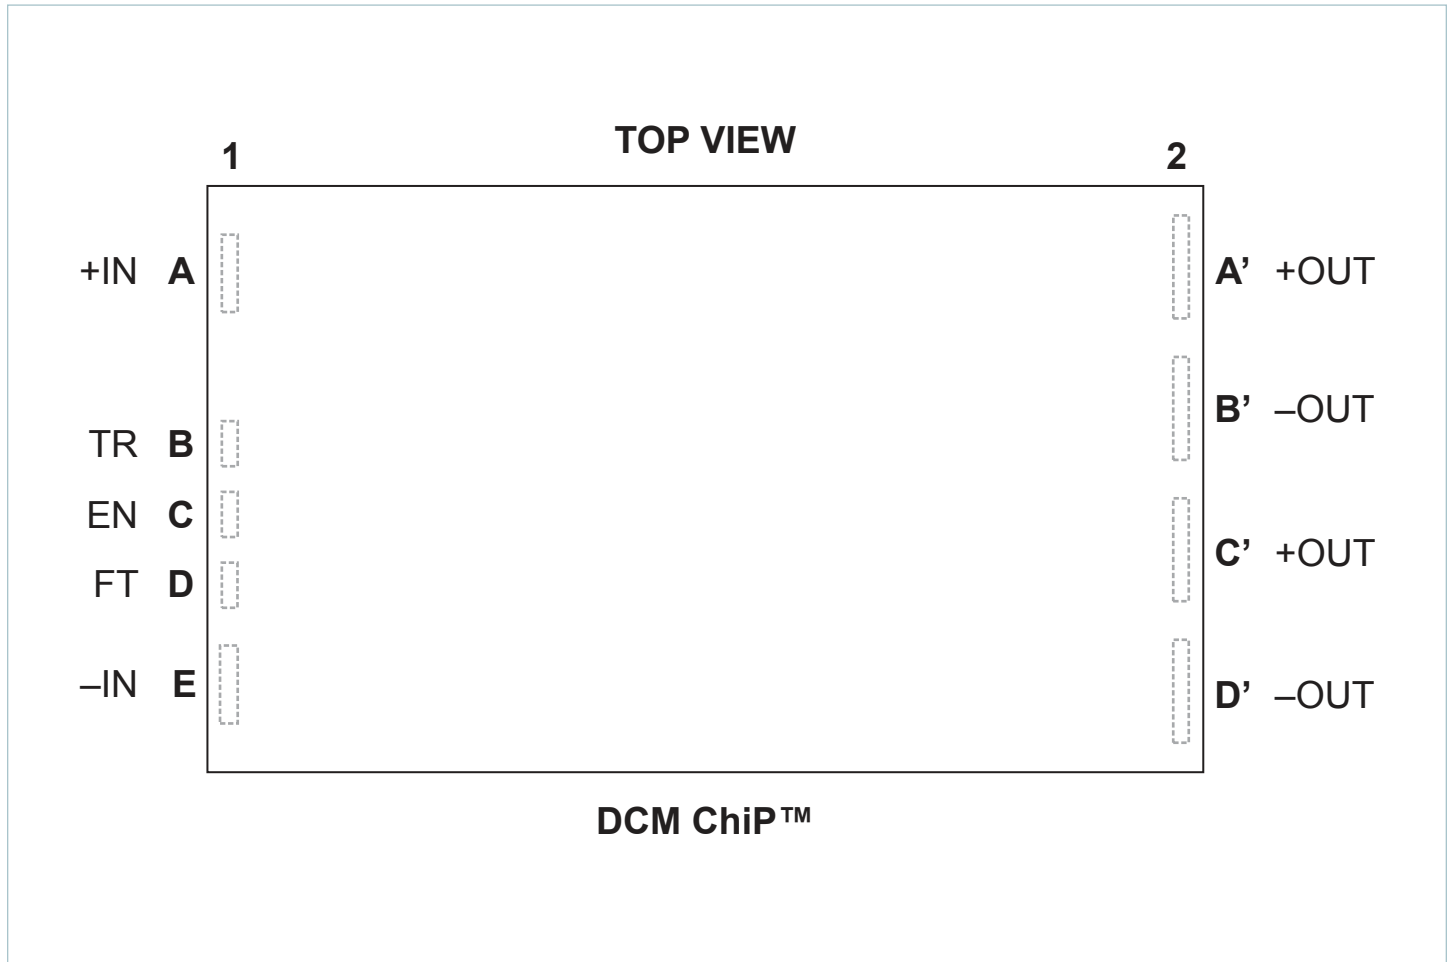 TOP VIEW
1 2
+IN A A’ +OUT
B’ –OUT
TR B
EN C
C’ +OUT
FT D
–IN E
D’ –OUT
DCM ChiP™